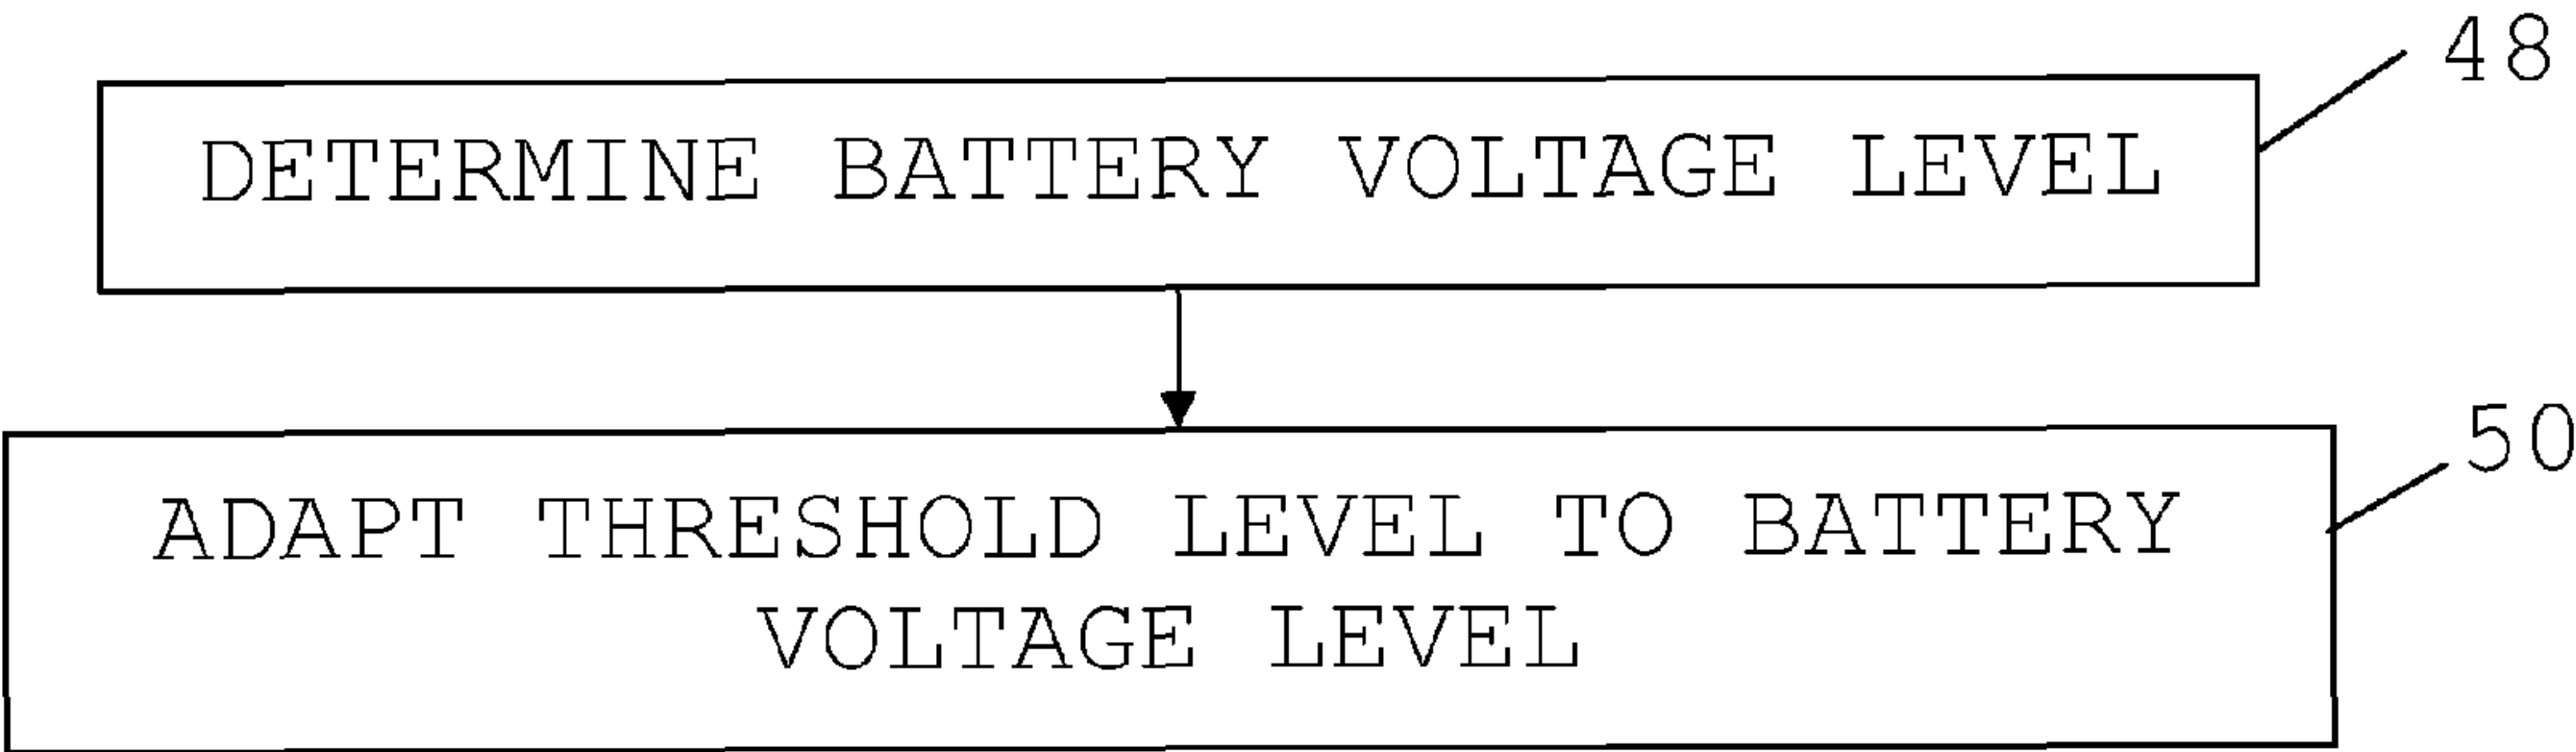 48
DETERMINE BATTERY VOLTAGE LEVEL
50
ADAPT THRESHOLD LEVEL TO BATTERY
VOLTAGE LEVEL